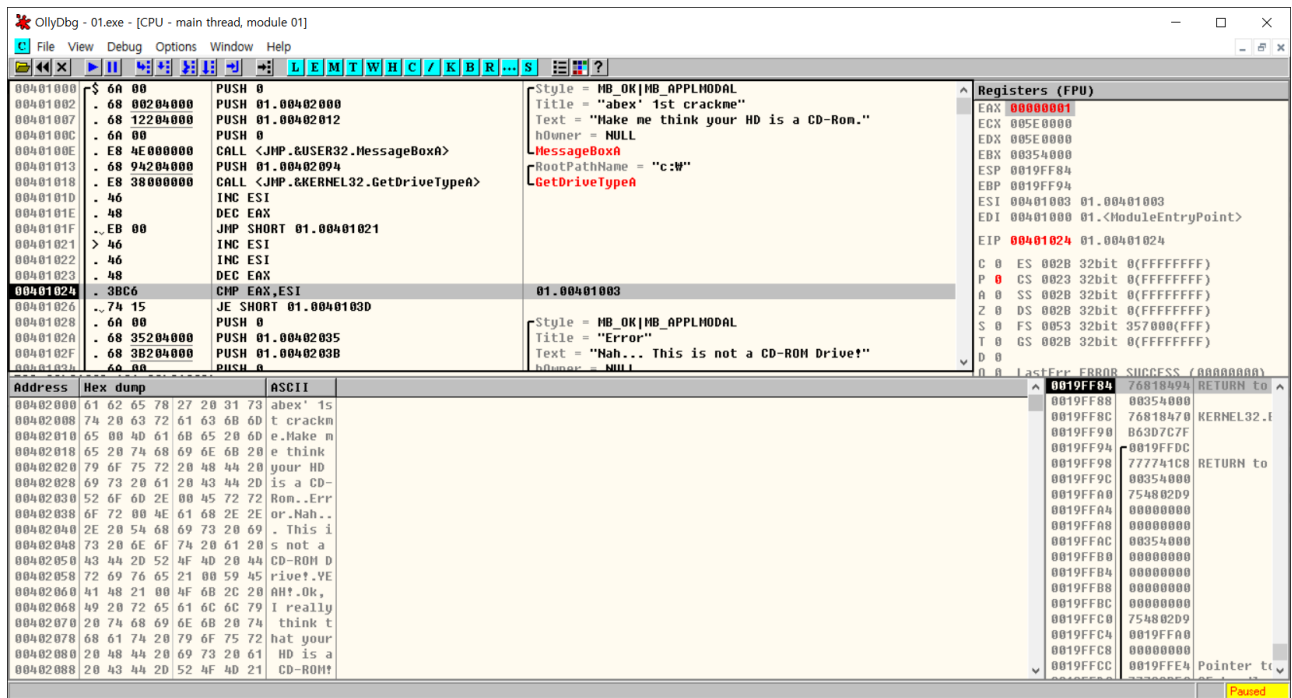 OllyDbg - 01.exe - [CPU - main thread, module 01]
C File View Debug Options Window Help
L E M T W H C / K B R ... S ?
00401000 ┌$ 6A 00 PUSH 0 ┌Style = MB_OK|MB_APPLMODAL
00401002 . 68 00204000 PUSH 01.00402000 Title = "abex' 1st crackme"
00401007 . 68 12204000 PUSH 01.00402012 Text = "Make me think your HD is a CD-Rom."
0040100C . 6A 00 PUSH 0 hOwner = NULL
0040100E . E8 4E000000 CALL <JMP.&USER32.MessageBoxA> └MessageBoxA
00401013 . 68 94204000 PUSH 01.00402094 ┌RootPathName = "c:₩"
00401018 . E8 38000000 CALL <JMP.&KERNEL32.GetDriveTypeA> └GetDriveTypeA
0040101D . 46 INC ESI
0040101E . 48 DEC EAX
0040101F . EB 00 JMP SHORT 01.00401021
00401021 > 46 INC ESI
00401022 . 46 INC ESI
00401023 . 48 DEC EAX
00401024 . 3BC6 CMP EAX,ESI 01.00401003
00401026 . 74 15 JE SHORT 01.0040103D
00401028 . 6A 00 PUSH 0 ┌Style = MB_OK|MB_APPLMODAL
0040102A . 68 35204000 PUSH 01.00402035 Title = "Error"
0040102F . 68 3B204000 PUSH 01.0040203B Text = "Nah... This is not a CD-ROM Drive!"
00401034 . 6A 00 PUSH 0 hOwner = NULL
Registers (FPU)
EAX 00000001
ECX 005E0000
EDX 005E0000
EBX 00354000
ESP 0019FF84
EBP 0019FF94
ESI 00401003 01.00401003
EDI 00401000 01.<ModuleEntryPoint>
EIP 00401024 01.00401024
C 0 ES 002B 32bit 0(FFFFFFFF)
P 0 CS 0023 32bit 0(FFFFFFFF)
A 0 SS 002B 32bit 0(FFFFFFFF)
Z 0 DS 002B 32bit 0(FFFFFFFF)
S 0 FS 0053 32bit 357000(FFF)
T 0 GS 002B 32bit 0(FFFFFFFF)
D 0
O 0 LastErr ERROR_SUCCESS (00000000)
Address Hex dump ASCII
00402000 61 62 65 78 27 20 31 73 abex' 1s
00402008 74 20 63 72 61 63 6B 6D t crackm
00402010 65 00 4D 61 6B 65 20 6D e.Make m
00402018 65 20 74 68 69 6E 6B 20 e think
00402020 79 6F 75 72 20 48 44 20 your HD
00402028 69 73 20 61 20 43 44 2D is a CD-
00402030 52 6F 6D 2E 00 45 72 72 Rom..Err
00402038 6F 72 00 4E 61 68 2E 2E or.Nah..
00402040 2E 20 54 68 69 73 20 69 . This i
00402048 73 20 6E 6F 74 20 61 20 s not a
00402050 43 44 2D 52 4F 4D 20 44 CD-ROM D
00402058 72 69 76 65 21 00 59 45 rive!.YE
00402060 41 48 21 00 4F 6B 2C 20 AH!.Ok,
00402068 49 20 72 65 61 6C 6C 79 I really
00402070 20 74 68 69 6E 6B 20 74 think t
00402078 68 61 74 20 79 6F 75 72 hat your
00402080 20 48 44 20 69 73 20 61 HD is a
00402088 20 43 44 2D 52 4F 4D 21 CD-ROM!
0019FF84 76818494 RETURN to
0019FF88 00354000
0019FF8C 76818470 KERNEL32.
0019FF90 B63D7C7F
0019FF94 ┌0019FFDC
0019FF98 777741C8 RETURN to
0019FF9C 00354000
0019FFA0 754802D9
0019FFA4 00000000
0019FFA8 00000000
0019FFAC 00354000
0019FFB0 00000000
0019FFB4 00000000
0019FFB8 00000000
0019FFBC 00000000
0019FFC0 754802D9
0019FFC4 0019FFA0
0019FFC8 00000000
0019FFCC 0019FFE4 Pointer to
Paused